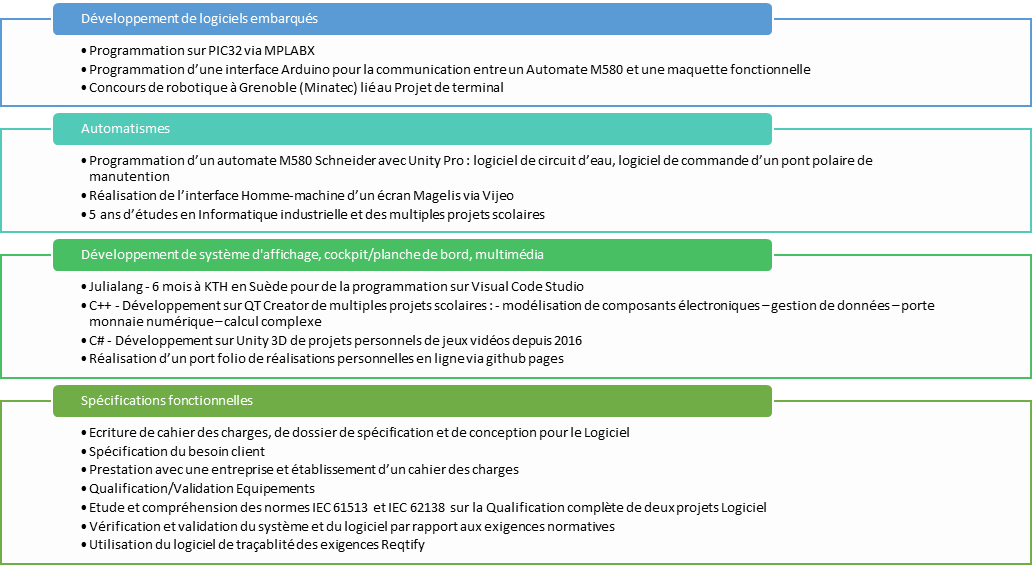 Développement de logiciels embarqués
• Programmation sur PIC32 via MPLABX
• Programmation d'une interface Arduino pour la communication entre un Automate M580 et une maquette fonctionnelle
• Concours de robotique à Grenoble (Minatec) lié au Projet de terminal
Automatismes
• Programmation d'un automate M580 Schneider avec Unity Pro : logiciel de circuit d'eau, logiciel de commande d'un pont polaire de
manutention
• Réalisation de l'interface Homme-machine d'un écran Magelis via Vijeo
• 5 ans d'études en Informatique industrielle et des multiples projets scolaires
Développement de système d'affichage, cockpit/planche de bord, multimédia
• Julialang - 6 mois à KTH en Suède pour de la programmation sur Visual Code Studio
• C++ - Développement sur QT Creator de multiples projets scolaires : - modélisation de composants électroniques – gestion de données – porte
monnaie numérique – calcul complexe
• C# - Développement sur Unity 3D de projets personnels de jeux vidéos depuis 2016
• Réalisation d'un port folio de réalisations personnelles en ligne via github pages
Spécifications fonctionnelles
• Ecriture de cahier des charges, de dossier de spécification et de conception pour le Logiciel
• Spécification du besoin client
• Prestation avec une entreprise et établissement d'un cahier des charges
• Qualification/Validation Equipements
• Etude et compréhension des normes IEC 61513 et IEC 62138 sur la Qualification complète de deux projets Logiciel
• Vérification et validation du système et du logiciel par rapport aux exigences normatives
• Utilisation du logiciel de traçablité des exigences Reqtify